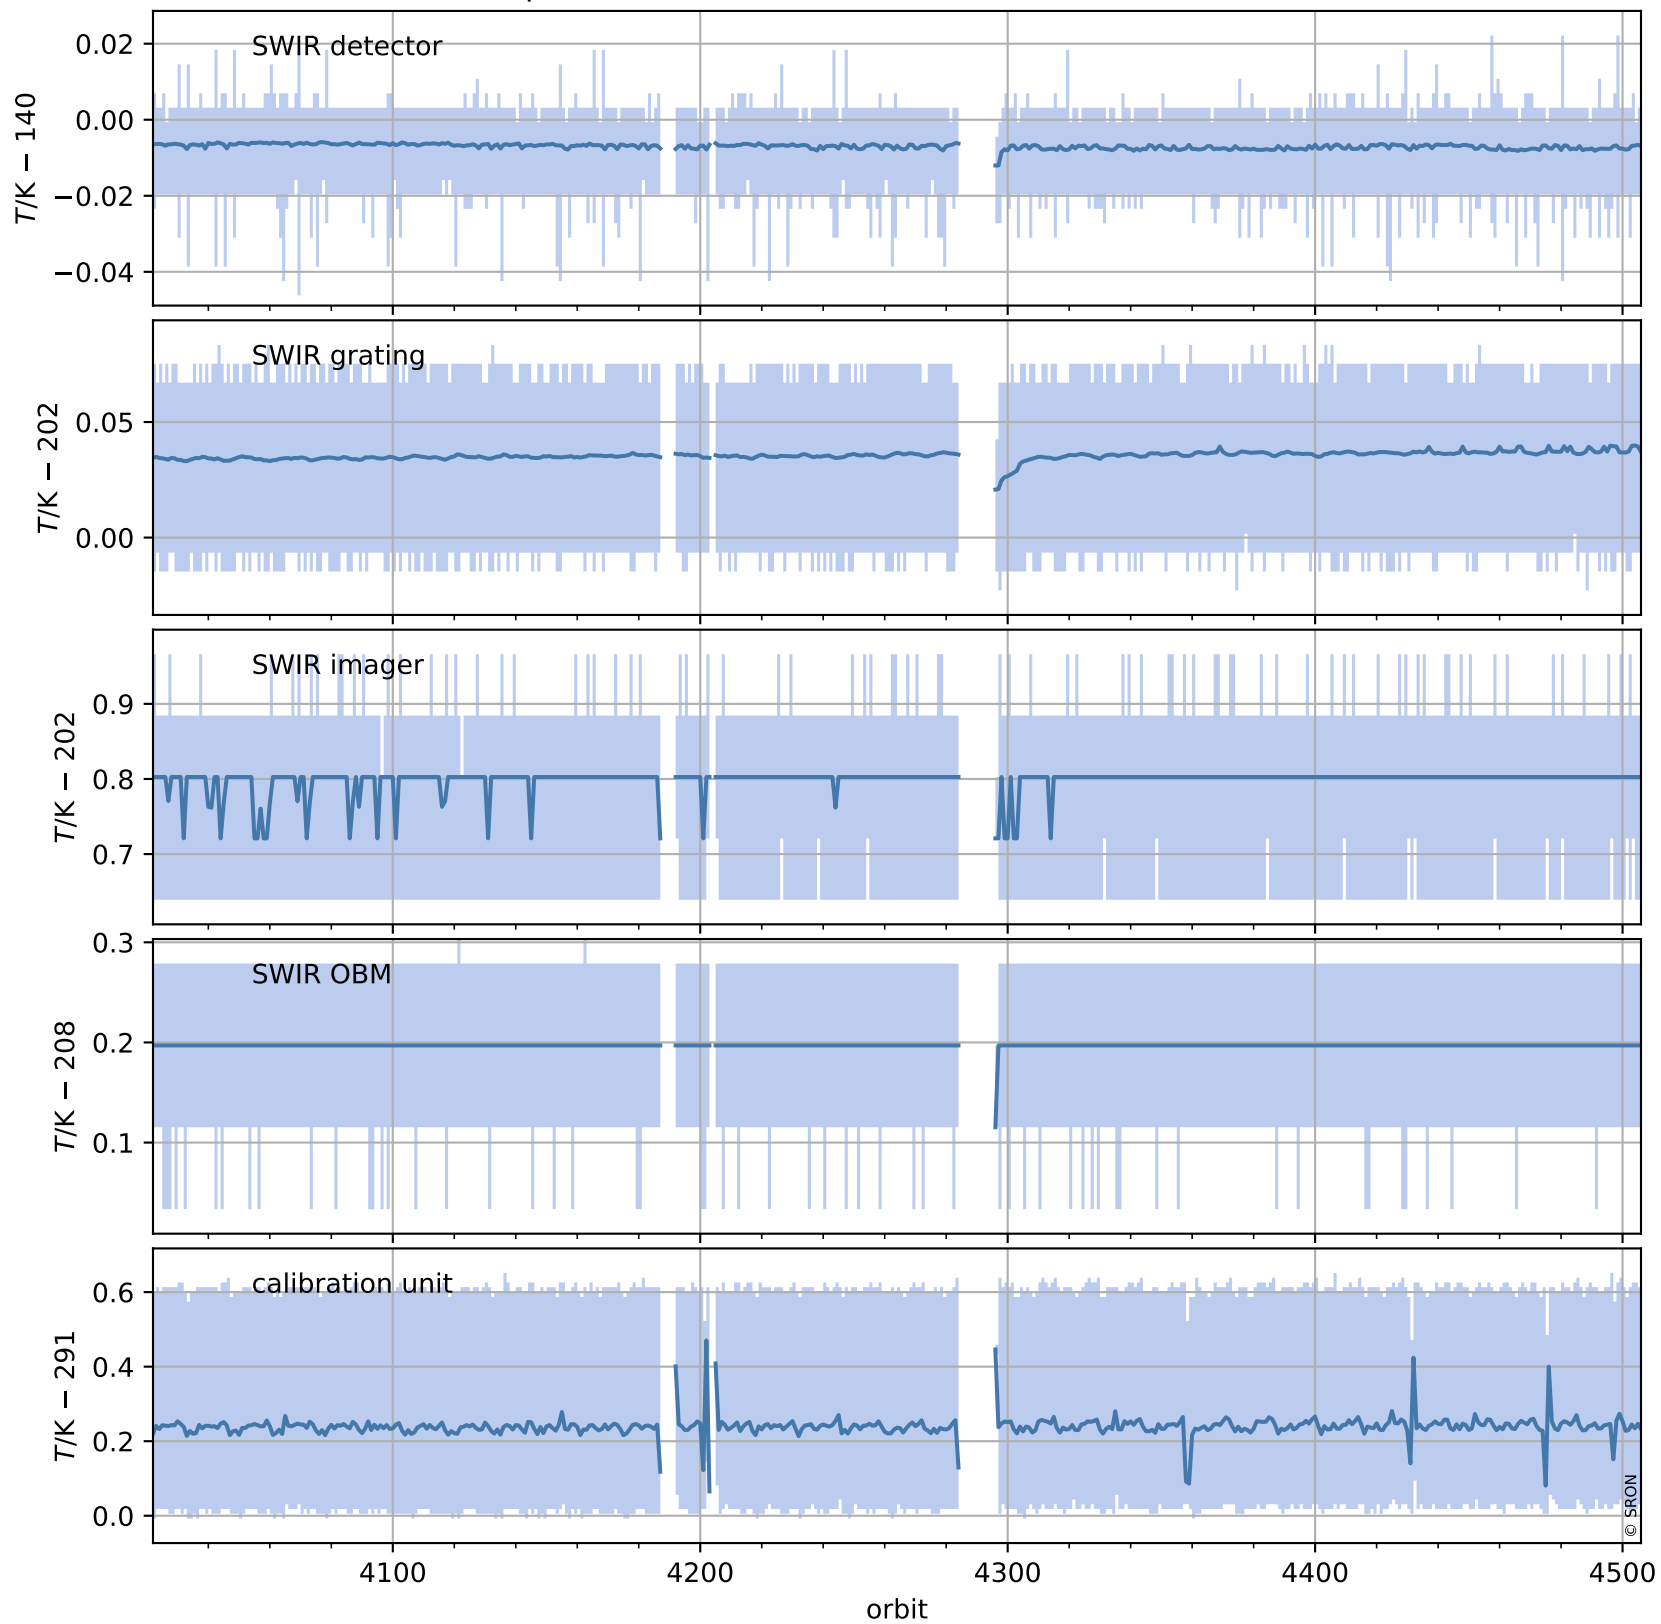 SWIR detector
0.02
0.00
−0.02
−0.04
T/K − 140
SWIR grating
0.05
0.00
T/K − 202
SWIR imager
0.9
0.8
0.7
T/K − 202
SWIR OBM
0.3
0.2
0.1
T/K − 208
calibration unit
0.6
0.4
0.2
0.0
T/K − 291
© SRON
4100 4200 4300 4400 4500
orbit